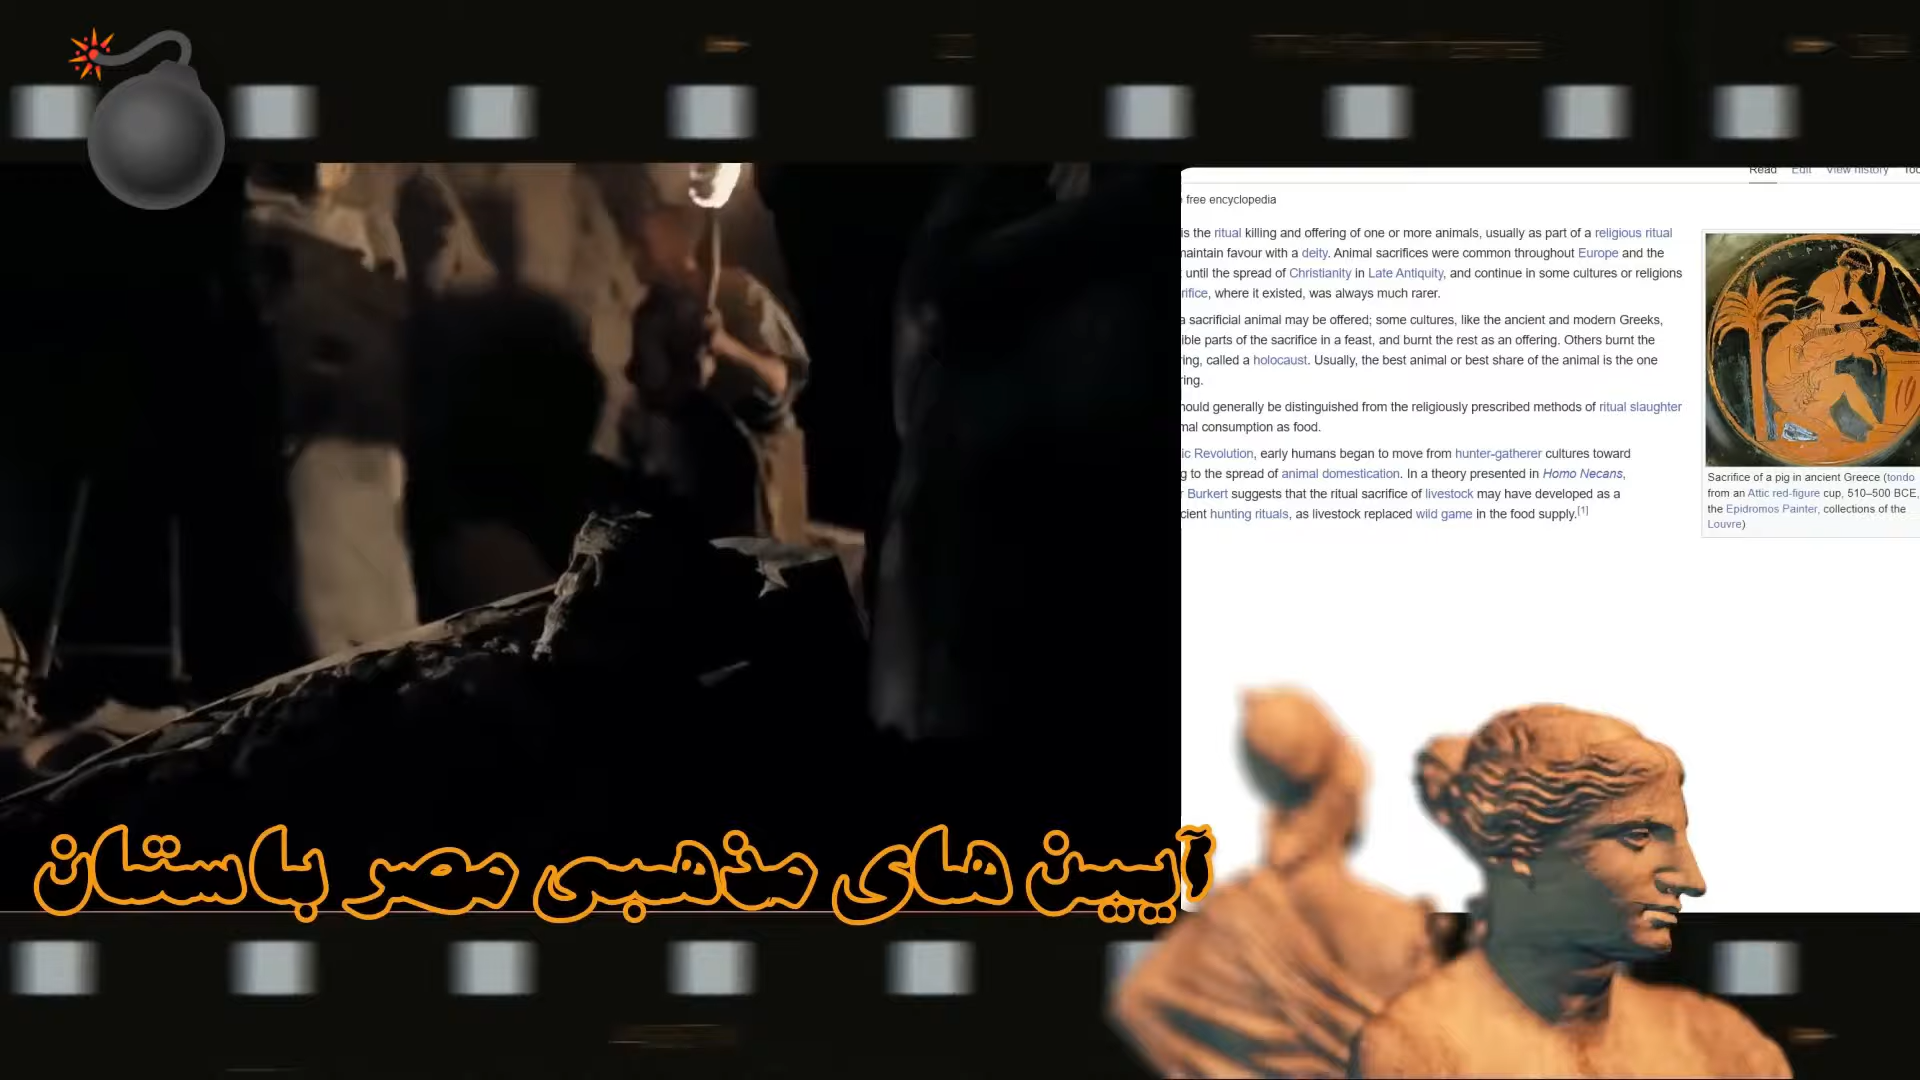 Read Edit View history
free encyclopedia
is the ritual killing and offering of one or more animals, usually as part of a religious ritual
maintain favour with a deity. Animal sacrifices were common throughout Europe and the
until the spread of Christianity in Late Antiquity, and continue in some cultures or religions
rifice, where it existed, was always much rarer.
a sacrificial animal may be offered; some cultures, like the ancient and modern Greeks,
ible parts of the sacrifice in a feast, and burnt the rest as an offering. Others burnt the
ring, called a holocaust. Usually, the best animal or best share of the animal is the one
ring.
hould generally be distinguished from the religiously prescribed methods of ritual slaughter
mal consumption as food.
ic Revolution, early humans began to move from hunter-gatherer cultures toward
g to the spread of animal domestication. In a theory presented in Homo Necans,
r Burkert suggests that the ritual sacrifice of livestock may have developed as a
cient hunting rituals, as livestock replaced wild game in the food supply.[1]
Sacrifice of a pig in ancient Greece (tondo
from an Attic red-figure cup, 510–500 BCE,
the Epidromos Painter, collections of the
Louvre)
آیین های مذهبی مصر باستان